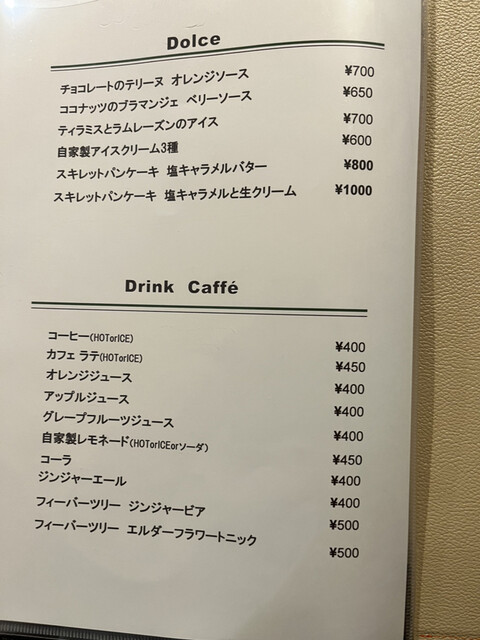 Dolce
チョコレートのテリーヌ オレンジソース ¥700
ココナッツのブラマンジェ ベリーソース ¥650
ティラミスとラムレーズンのアイス ¥700
自家製アイスクリーム3種 ¥600
スキレットパンケーキ 塩キャラメルバター ¥800
スキレットパンケーキ 塩キャラメルと生クリーム ¥1000
Drink Caffé
コーヒー(HOTorICE) ¥400
カフェ ラテ(HOTorICE) ¥450
オレンジジュース ¥400
アップルジュース ¥400
グレープフルーツジュース ¥400
自家製レモネード(HOTorICEorソーダ) ¥450
コーラ ¥400
ジンジャーエール ¥400
フィーバーツリー ジンジャービア ¥500
フィーバーツリー エルダーフラワートニック ¥500